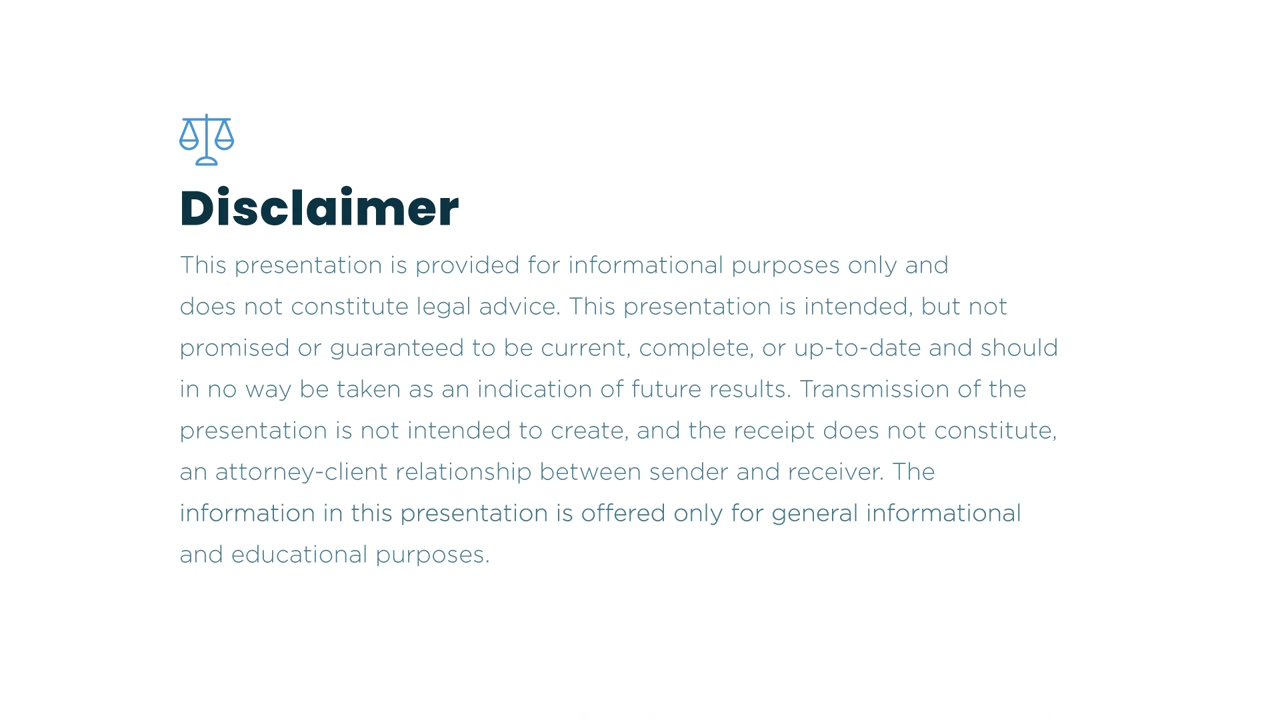 Disclaimer
This presentation is provided for informational purposes only and
does not constitute legal advice. This presentation is intended, but not
promised or guaranteed to be current, complete, or up-to-date and should
in no way be taken as an indication of future results. Transmission of the
presentation is not intended to create, and the receipt does not constitute,
an attorney-client relationship between sender and receiver. The
information in this presentation is offered only for general informational
and educational purposes.